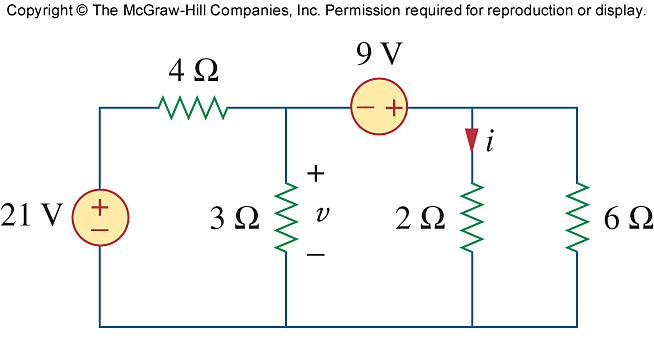 Copyright © The McGraw-Hill Companies, Inc. Permission required for reproduction or display.
9 V
4 Ω
− +
i
+
21 V
+
−
3 Ω
v
2 Ω
6 Ω
−